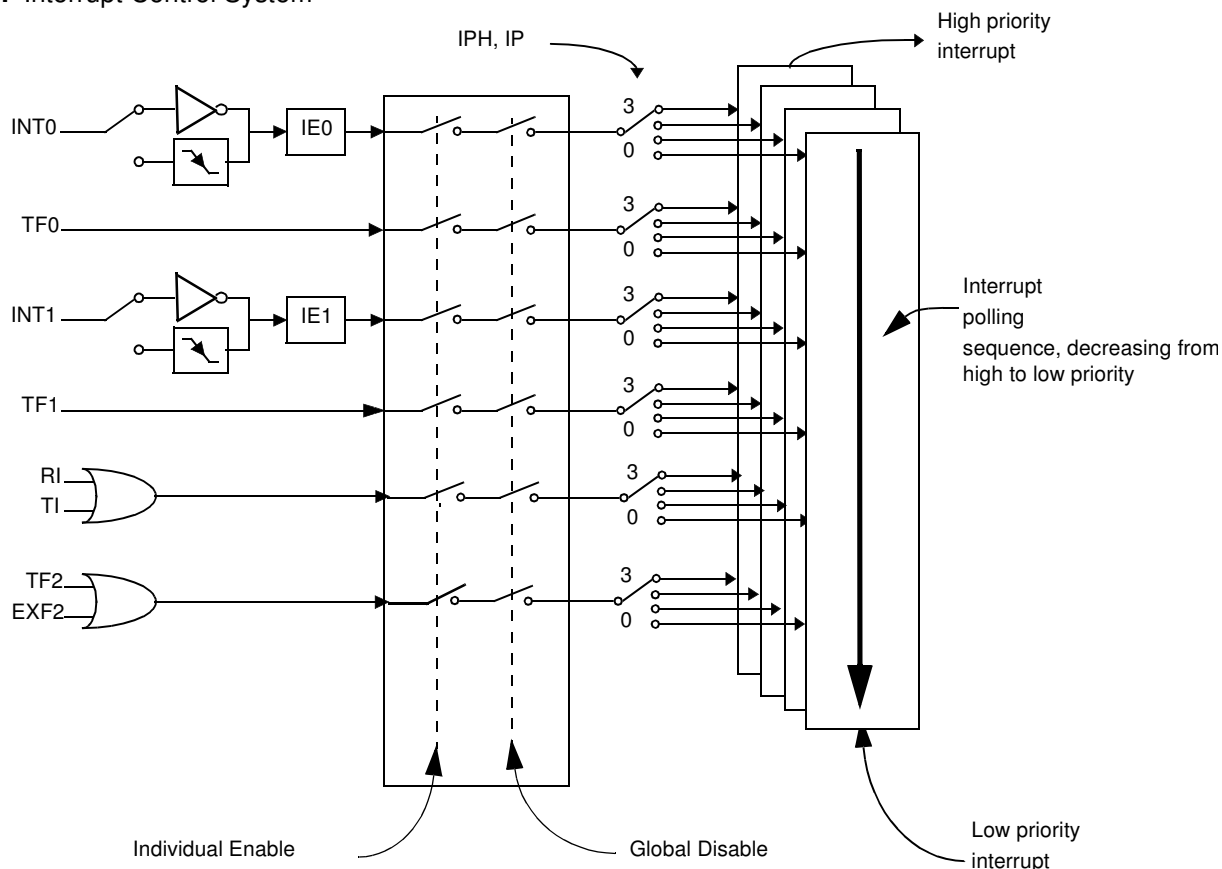 Interrupt Control System
High priority
interrupt
IPH, IP
INT0
IE0
3
0
TF0
3
0
INT1
IE1
3
0
Interrupt
polling
sequence, decreasing from
high to low priority
TF1
3
0
RI
TI
3
0
TF2
EXF2
3
0
Individual Enable
Global Disable
Low priority
interrupt